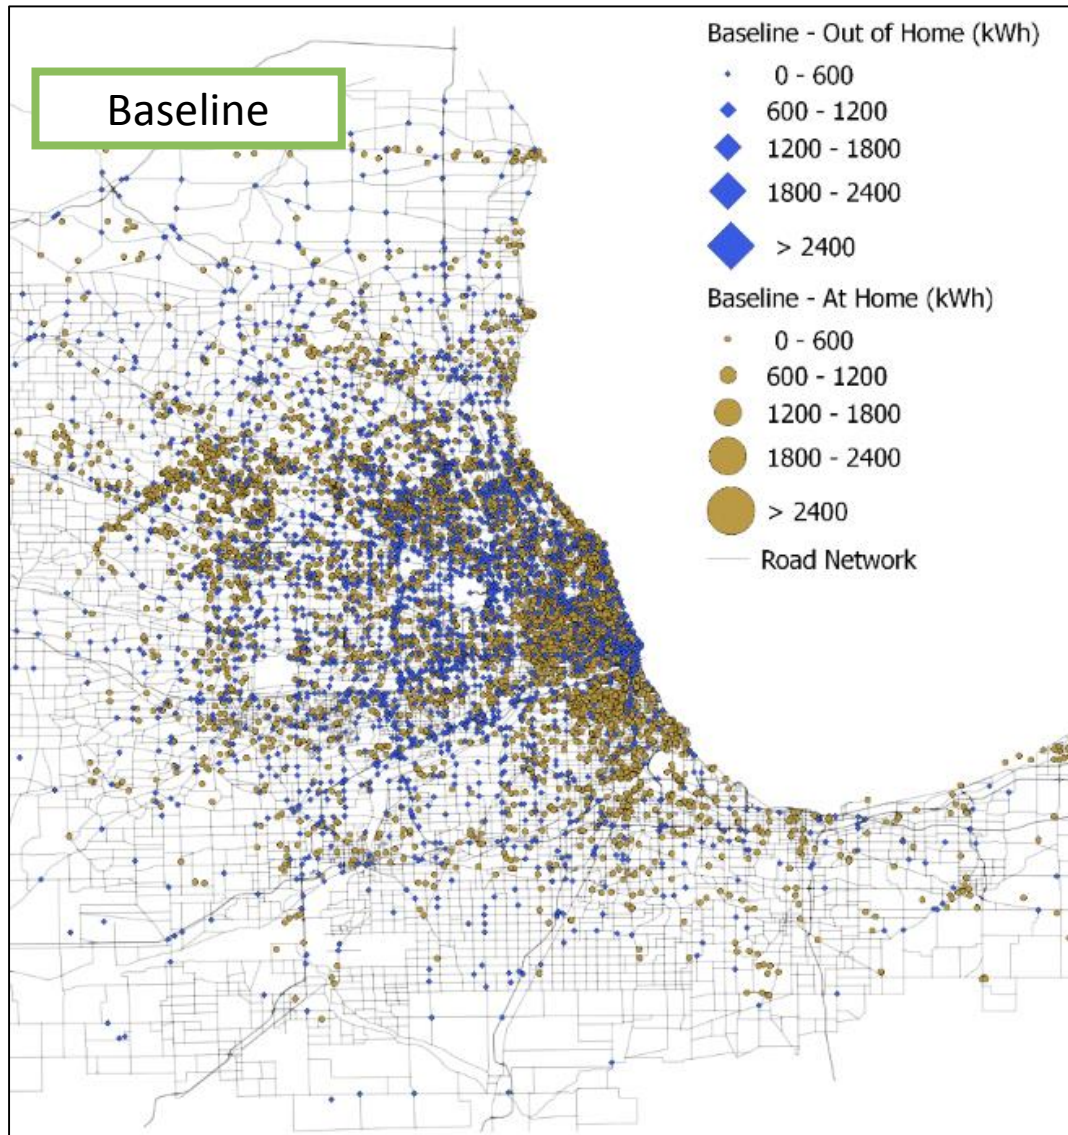 Baseline
Baseline - Out of Home (kWh)
0 - 600
600 - 1200
1200 - 1800
1800 - 2400
> 2400
Baseline - At Home (kWh)
0 - 600
600 - 1200
1200 - 1800
1800 - 2400
> 2400
Road Network